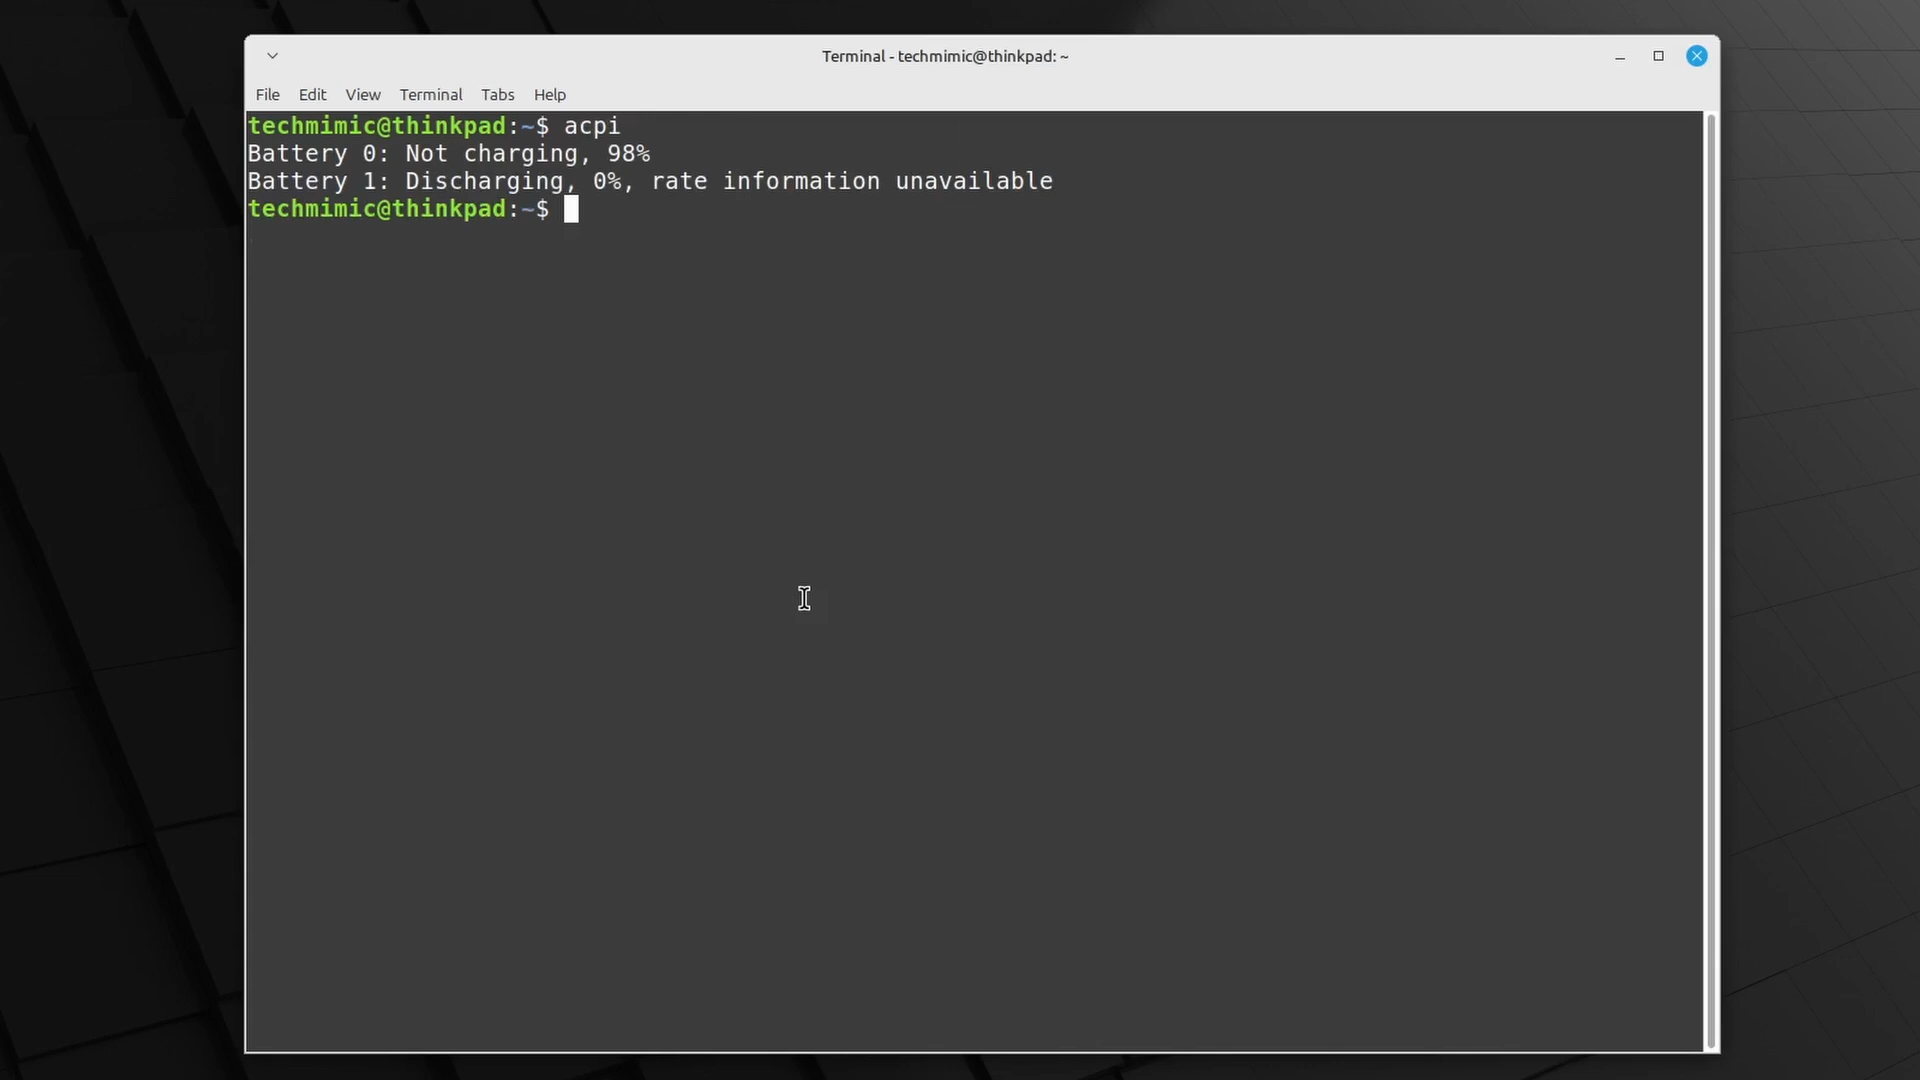 Terminal - techmimic@thinkpad: ~
File Edit View Terminal Tabs Help
techmimic@thinkpad:~$ acpi
Battery 0: Not charging, 98%
Battery 1: Discharging, 0%, rate information unavailable
techmimic@thinkpad:~$